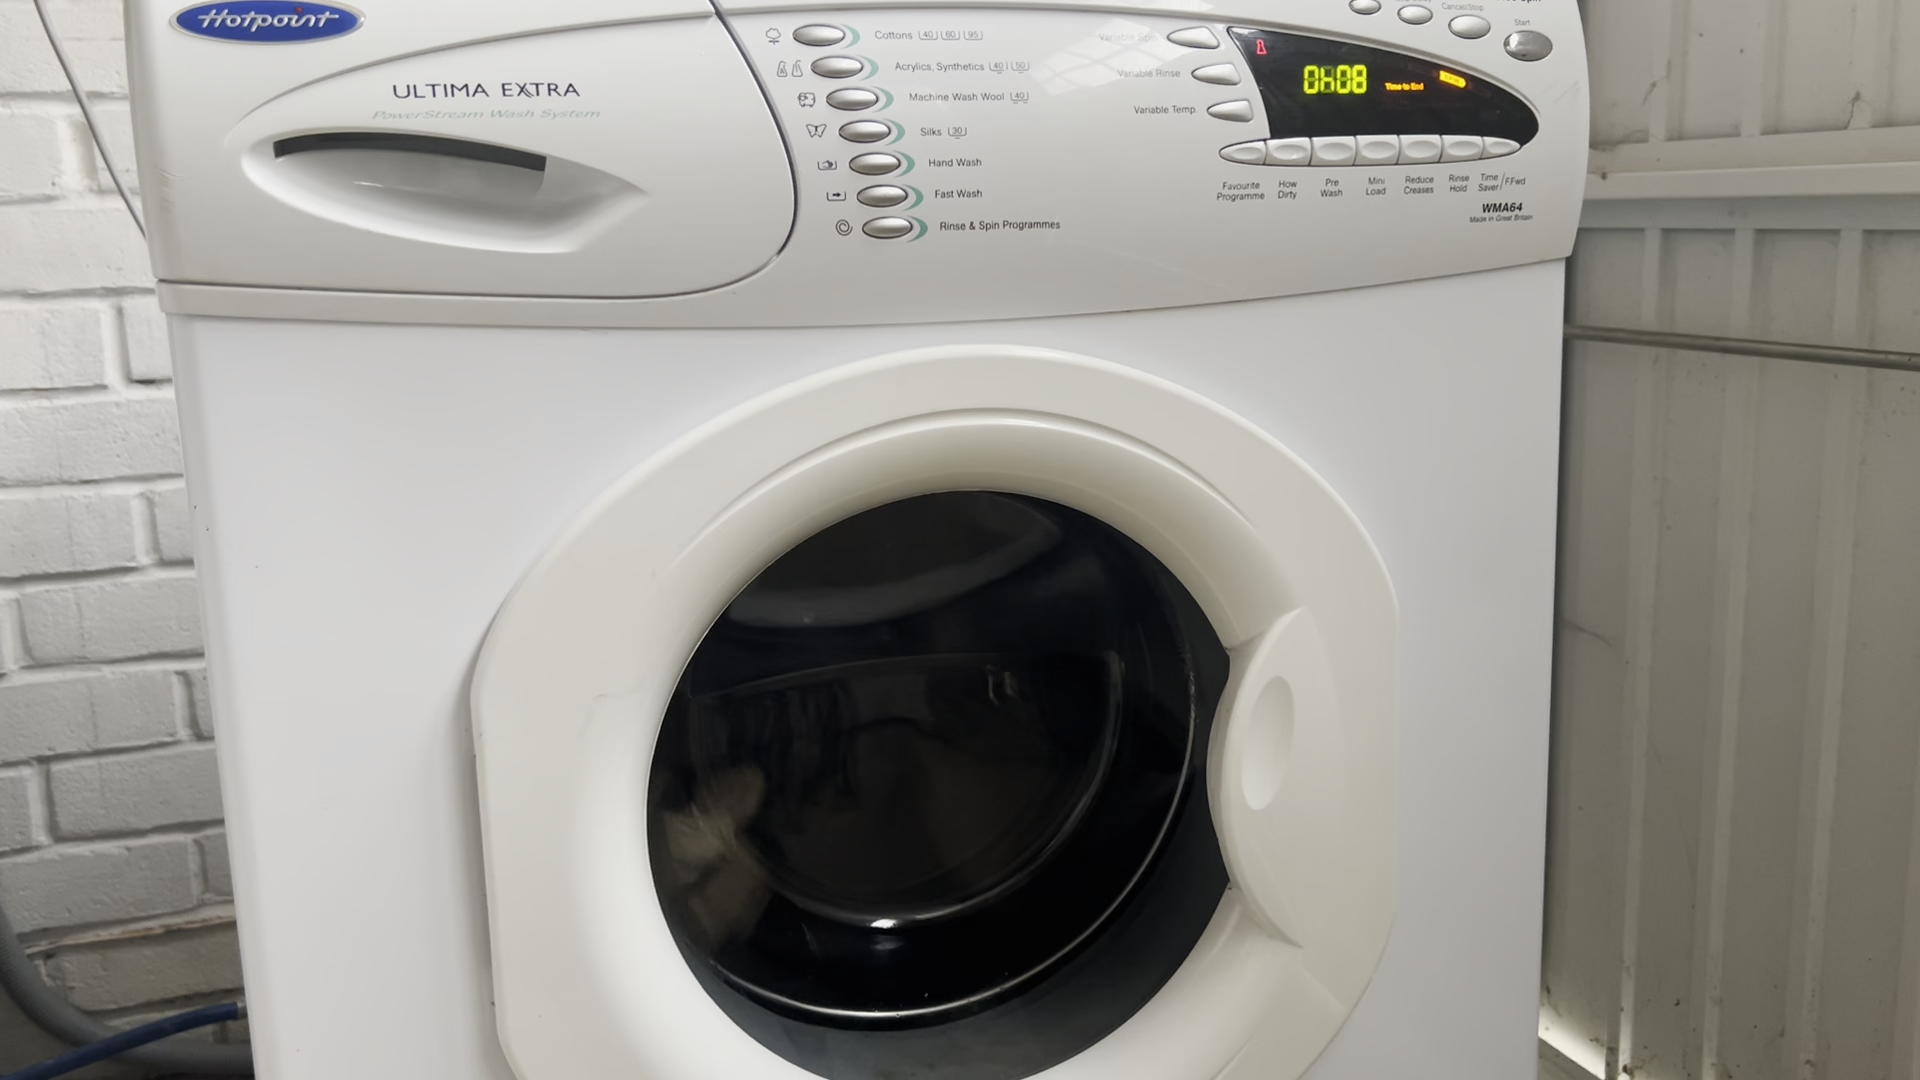 Hotpoint
ULTIMA EXTRA
PowerStream Wash System
Cottons 40 60 95
Acrylics, Synthetics 40 50
Machine Wash Wool 40
Silks 30
Hand Wash
Fast Wash
Rinse & Spin Programmes
Cancel/Stop
Start
Variable Spin
Variable Rinse
Variable Temp.
0h08
Time to End
Favourite Programme
How Dirty
Pre Wash
Mini Load
Reduce Creases
Rinse Hold
Time Saver/FFwd
WMA64
Made in Great Britain